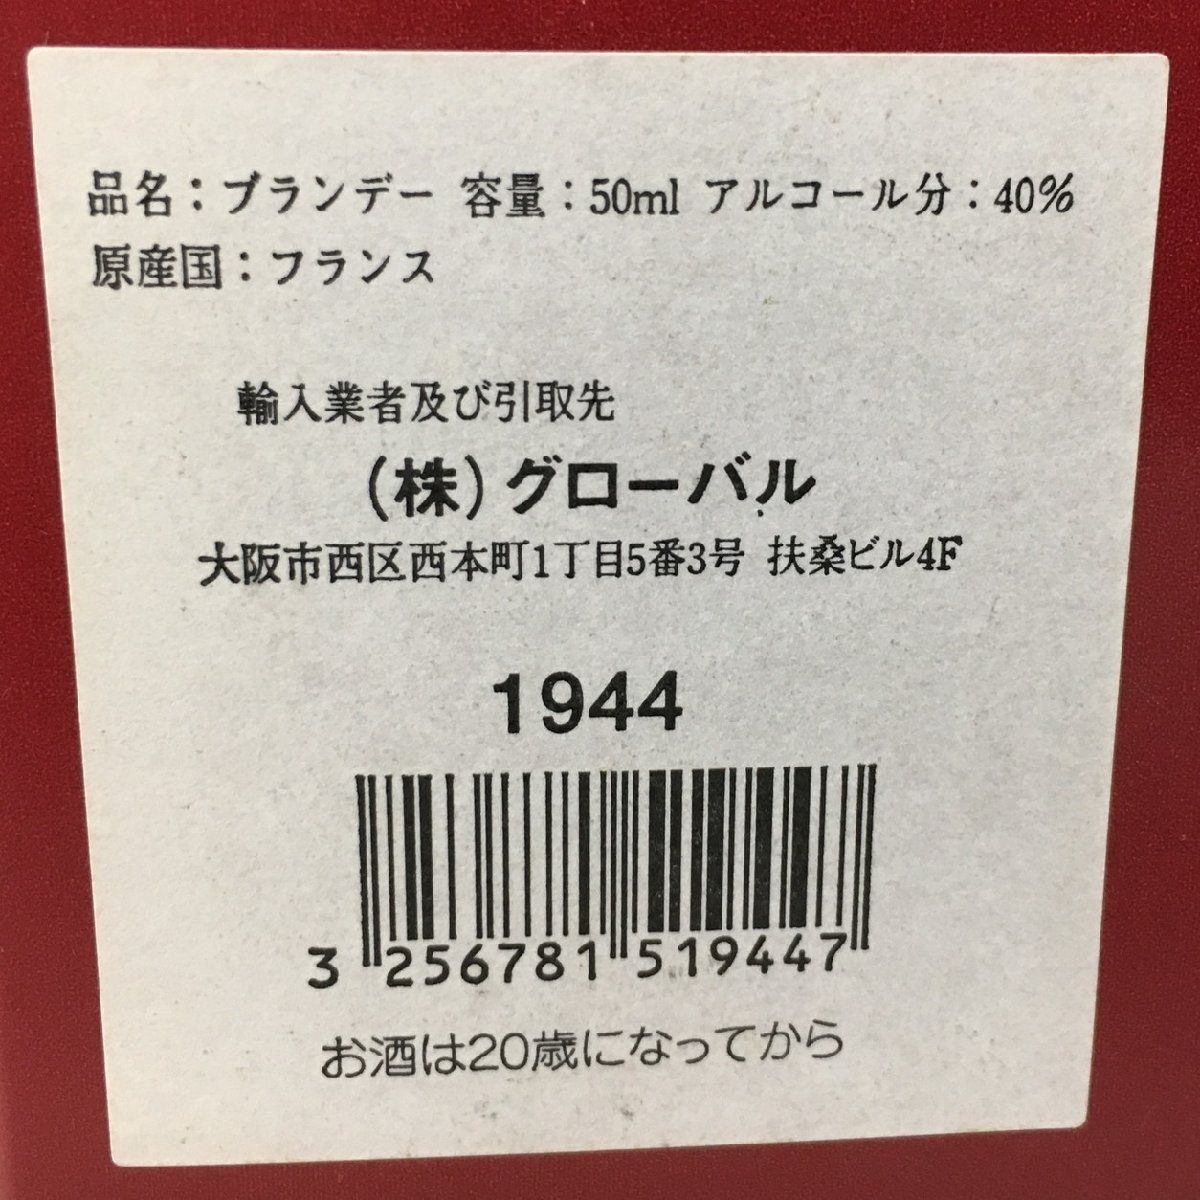 品名：ブランデー 容量：50ml アルコール分：40%
原産国：フランス
輸入業者及び引取先
（株）グローバル
大阪市西区西本町1丁目5番3号 扶桑ビル4F
1944
3 256781 519447
お酒は20歳になってから